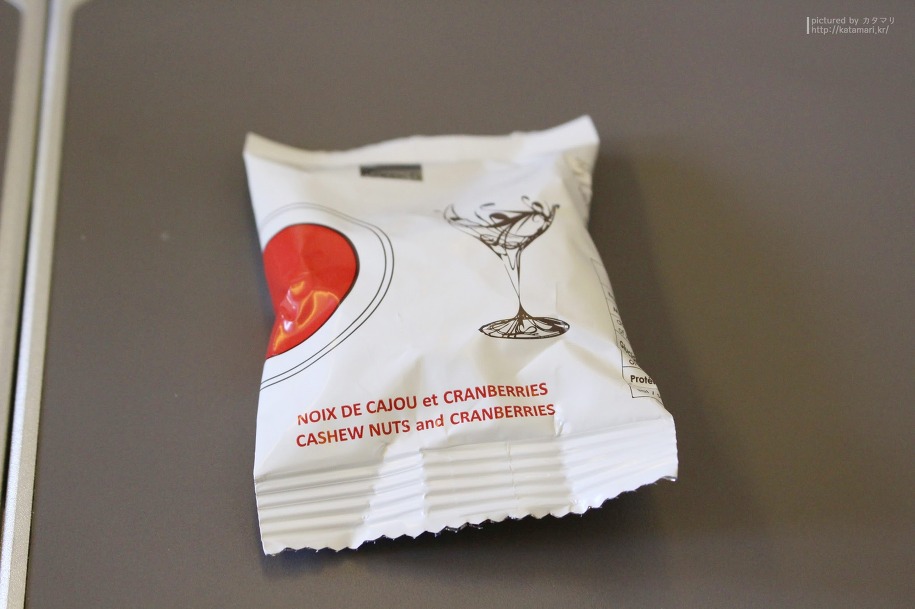 pictured by カタマリ
http://katamari.kr/
NOIX DE CAJOU et CRANBERRIES
CASHEW NUTS and CRANBERRIES